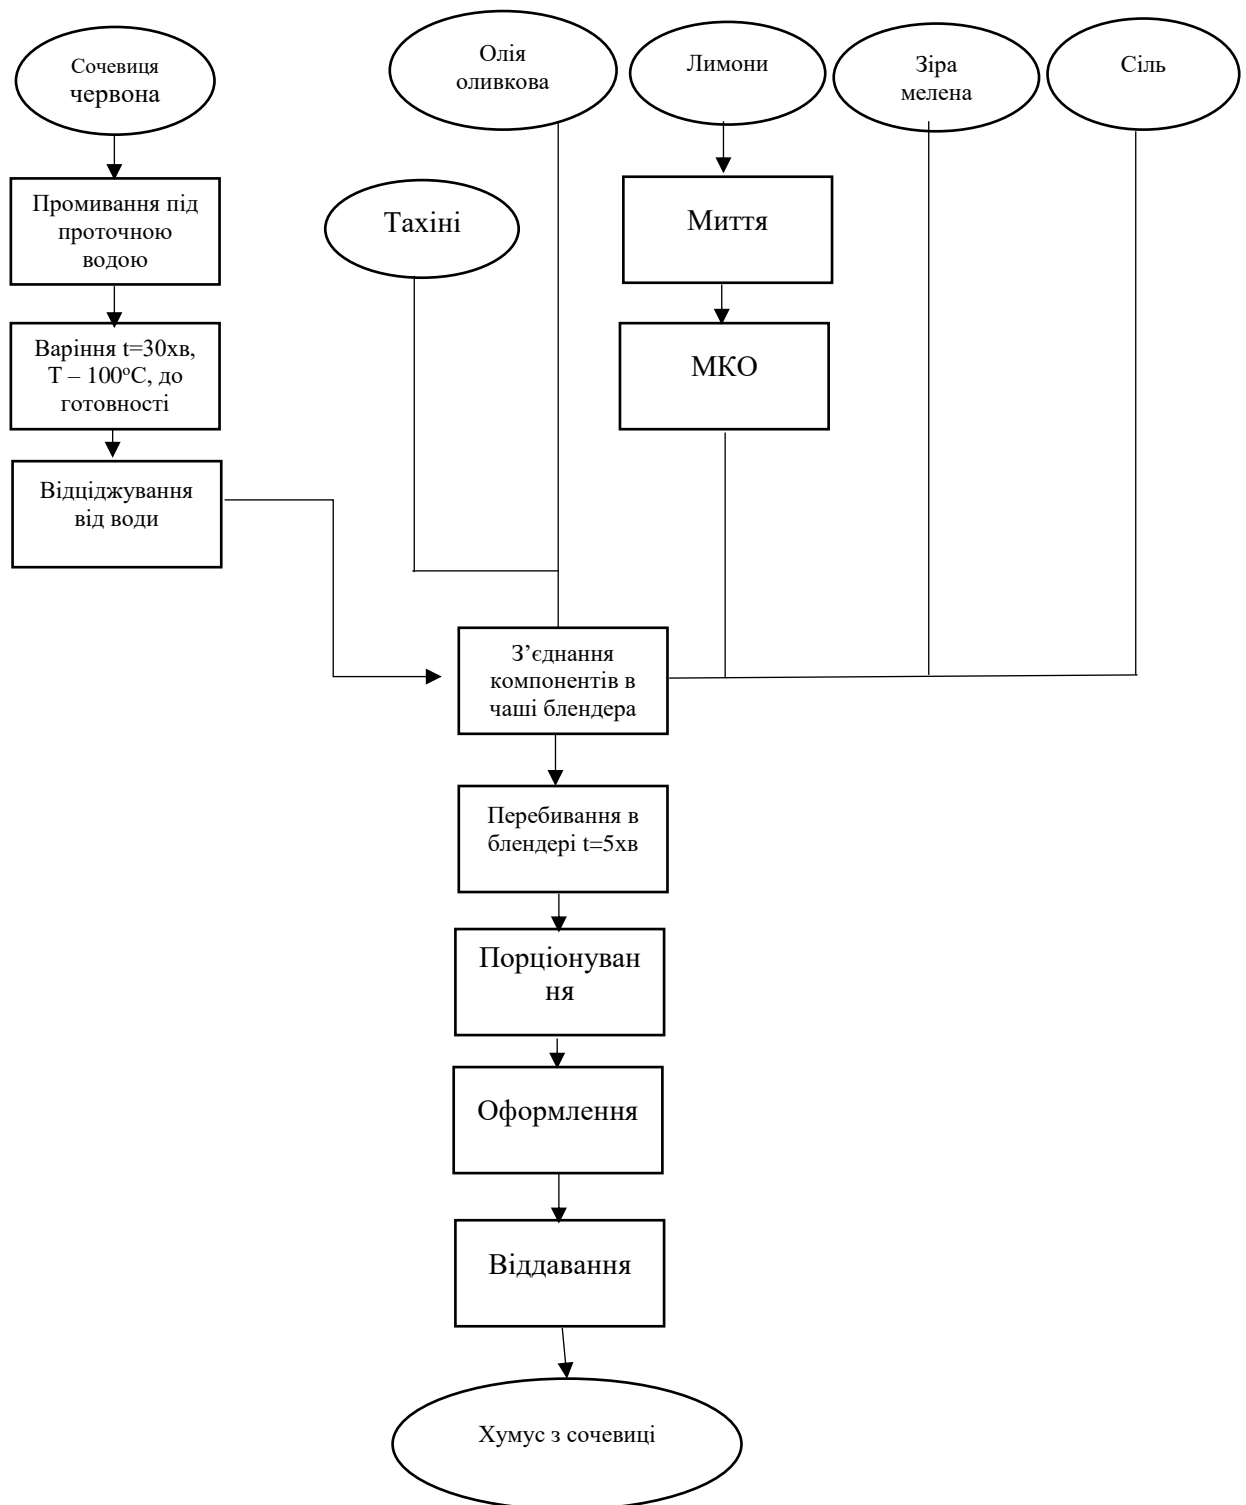 Сочевиця
червона
Олія
оливкова
Лимони
Зіра
мелена
Сіль
Промивання під
проточною
водою
Тахіні
Миття
Варіння t=30хв,
Т – 100°С, до
готовності
МКО
Відціджування
від води
З’єднання
компонентів в
чаші блендера
Перебивання в
блендері t=5хв
Порціонуван
ня
Оформлення
Віддавання
Хумус з сочевиці